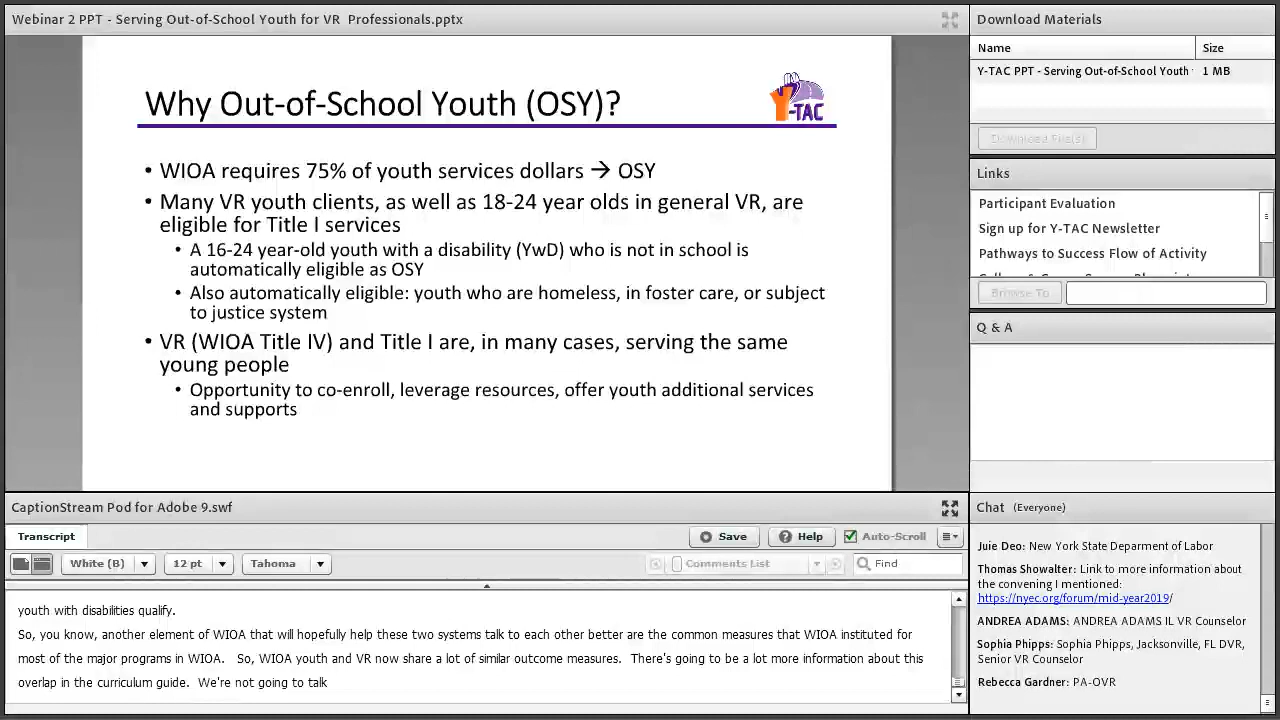 Webinar 2 PPT - Serving Out-of-School Youth for VR  Professionals.pptx
Why Out-of-School Youth (OSY)?
Y-TAC
• WIOA requires 75% of youth services dollars → OSY
• Many VR youth clients, as well as 18-24 year olds in general VR, are
eligible for Title I services
• A 16-24 year-old youth with a disability (YwD) who is not in school is
automatically eligible as OSY
• Also automatically eligible: youth who are homeless, in foster care, or subject
to justice system
• VR (WIOA Title IV) and Title I are, in many cases, serving the same
young people
• Opportunity to co-enroll, leverage resources, offer youth additional services
and supports
CaptionStream Pod for Adobe 9.swf
Transcript
Save
Help
Auto-Scroll
White (B)
12 pt
Tahoma
Comments List
Find
youth with disabilities qualify.
So, you know, another element of WIOA that will hopefully help these two systems talk to each other better are the common measures that WIOA instituted for
most of the major programs in WIOA.   So, WIOA youth and VR now share a lot of similar outcome measures.  There's going to be a lot more information about this
overlap in the curriculum guide.  We're not going to talk
Download Materials
Name Size
Y-TAC PPT - Serving Out-of-School Youth 1 MB
Download File(s)
Links
Participant Evaluation
Sign up for Y-TAC Newsletter
Pathways to Success Flow of Activity
Browse To
Q & A
Chat (Everyone)
Juie Deo: New York State Deparment of Labor
Thomas Showalter: Link to more information about
the convening I mentioned:
https://nyec.org/forum/mid-year2019/
ANDREA ADAMS: ANDREA ADAMS IL VR Counselor
Sophia Phipps: Sophia Phipps, Jacksonville, FL DVR,
Senior VR Counselor
Rebecca Gardner: PA-OVR